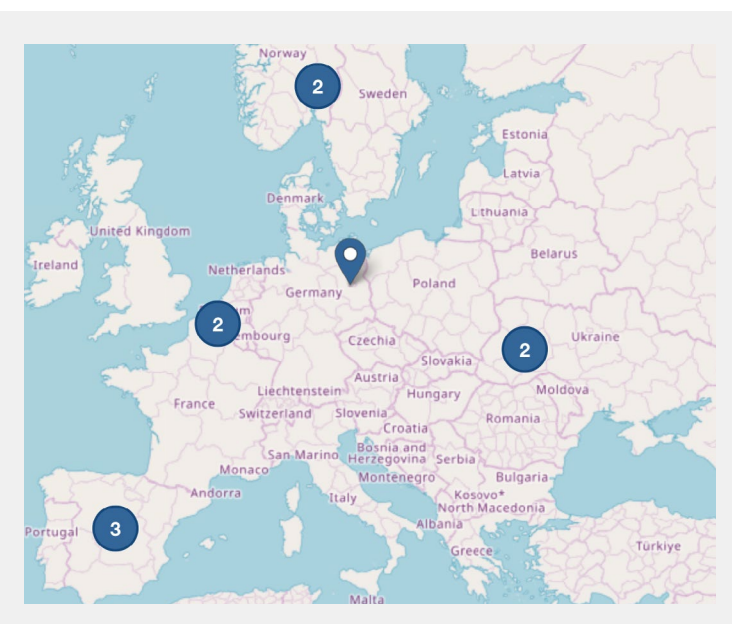 Norway
2
Sweden
Estonia
Latvia
Denmark
Lithuania
United Kingdom
Ireland
Belarus
Netherlands
Poland
Germany
2
Ukraine
Czechia
2
Slovakia
Austria
Liechtenstein
Hungary
Moldova
France
Switzerland
Slovenia
Romania
Croatia
Bosnia and
Herzegovina
San Marino
Serbia
Monaco
Montenegro
Bulgaria
Andorra
Italy
Kosovo*
North Macedonia
Albania
3
Portugal
Greece
Türkiye
Malta